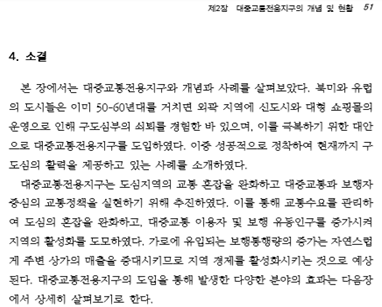 제2장 대중교통전용지구의 개념 및 현황 51
4. 소결
본 장에서는 대중교통전용지구와 개념과 사례를 살펴보았다. 북미와 유럽
의 도시들은 이미 50-60년대를 거치면 외곽 지역에 신도시와 대형 쇼핑몰의
운영으로 인해 구도심부의 쇠퇴를 경험한 바 있으며, 이를 극복하기 위한 대안
으로 대중교통전용지구를 도입하였다. 이중 성공적으로 정착하여 현재까지 구
도심의 활력을 제공하고 있는 사례를 소개하였다.
대중교통전용지구는 도심지역의 교통 혼잡을 완화하고 대중교통과 보행자
중심의 교통정책을 실현하기 위해 추진하였다. 이를 통해 교통수요를 관리하
여 도심의 혼잡을 완화하고, 대중교통 이용자 및 보행 유동인구를 증가시켜
지역의 활성화를 도모하였다. 가로에 유입되는 보행통행량의 증가는 자연스럽
게 주변 상가의 매출을 증대시키므로 지역 경제를 활성화시키는 것으로 예상
된다. 대중교통전용지구의 도입을 통해 발생한 다양한 분야의 효과는 다음장
에서 상세히 살펴보기로 한다.